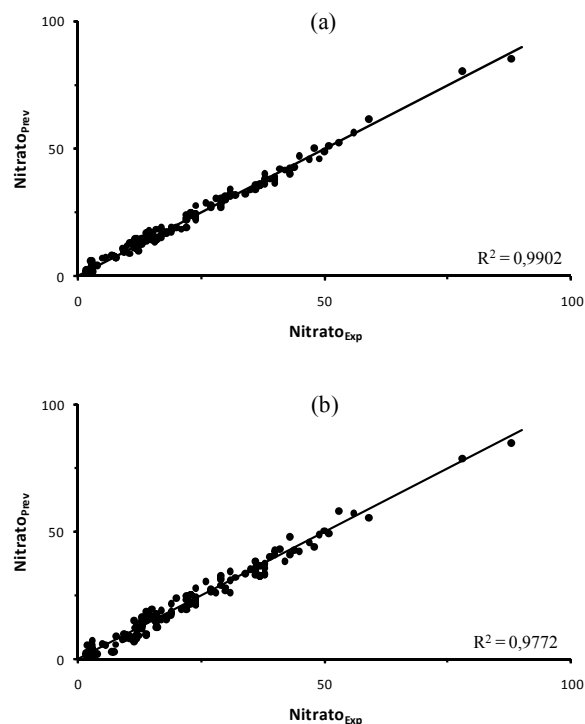 (a)
100
50
0
Nitrato_Prev
R² = 0,9902
0 50 100
Nitrato_Exp
(b)
100
50
0
Nitrato_Prev
R² = 0,9772
0 50 100
Nitrato_Exp